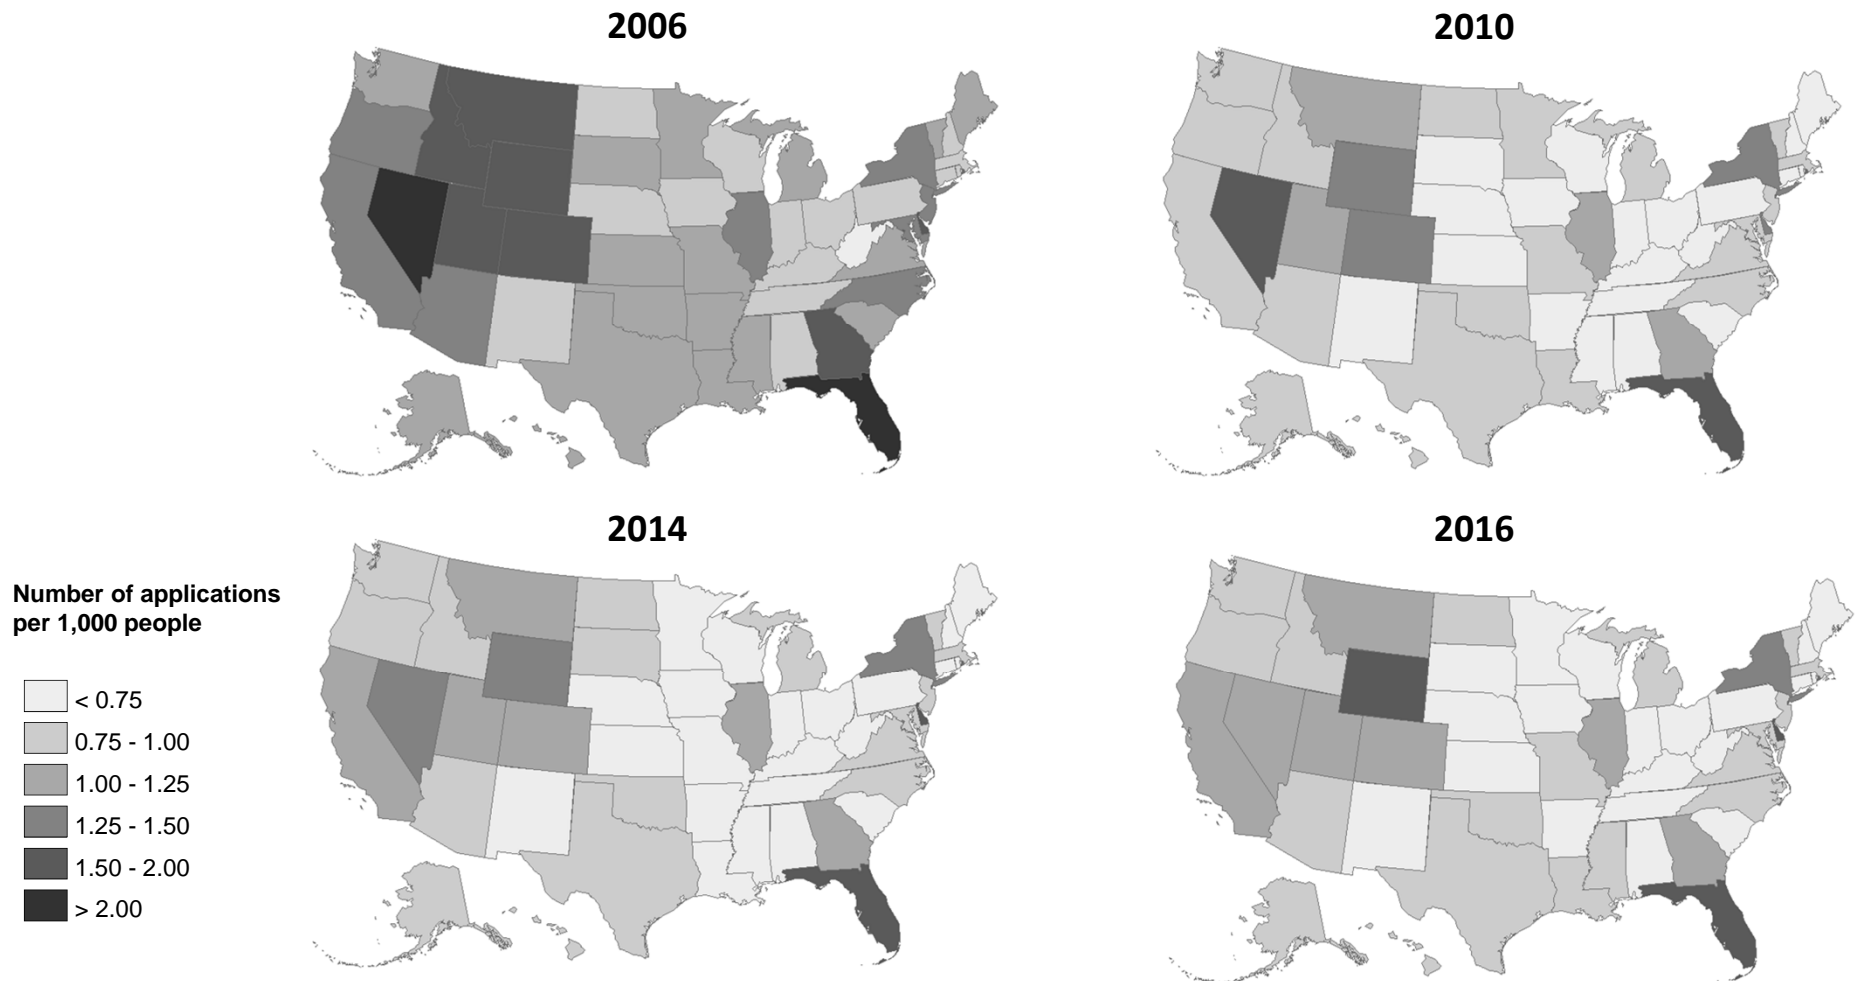 2006
2010
2014
2016
Number of applications
per 1,000 people
< 0.75
0.75 - 1.00
1.00 - 1.25
1.25 - 1.50
1.50 - 2.00
> 2.00